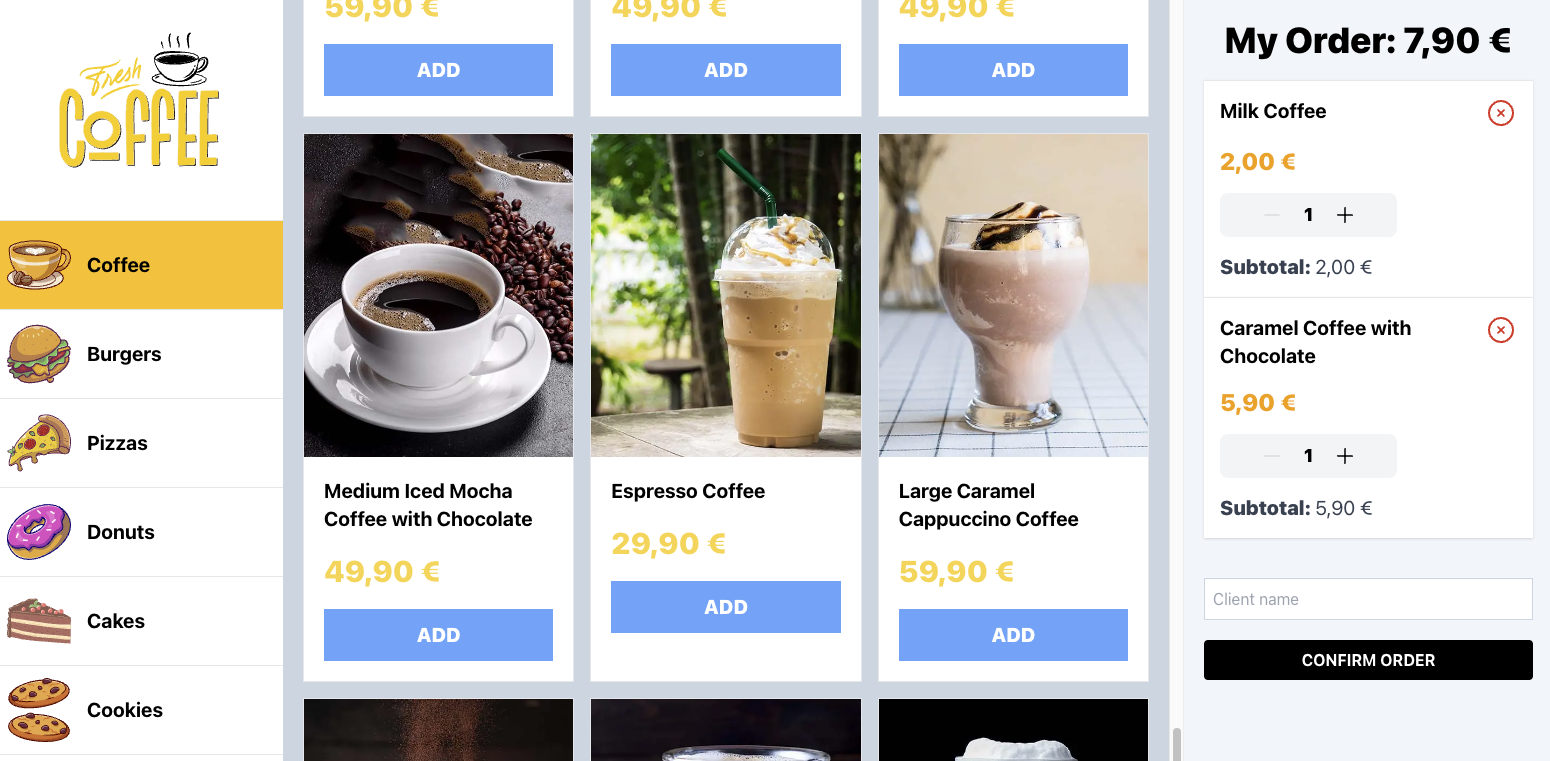 Fresh
COFFEE
Coffee
Burgers
Pizzas
Donuts
Cakes
Cookies
59,90 €
49,90 €
49,90 €
ADD
ADD
ADD
Medium Iced Mocha
Coffee with Chocolate
49,90 €
ADD
Espresso Coffee
29,90 €
ADD
Large Caramel
Cappuccino Coffee
59,90 €
ADD
My Order: 7,90 €
Milk Coffee
2,00 €
1
Subtotal: 2,00 €
Caramel Coffee with
Chocolate
5,90 €
1
Subtotal: 5,90 €
Client name
CONFIRM ORDER